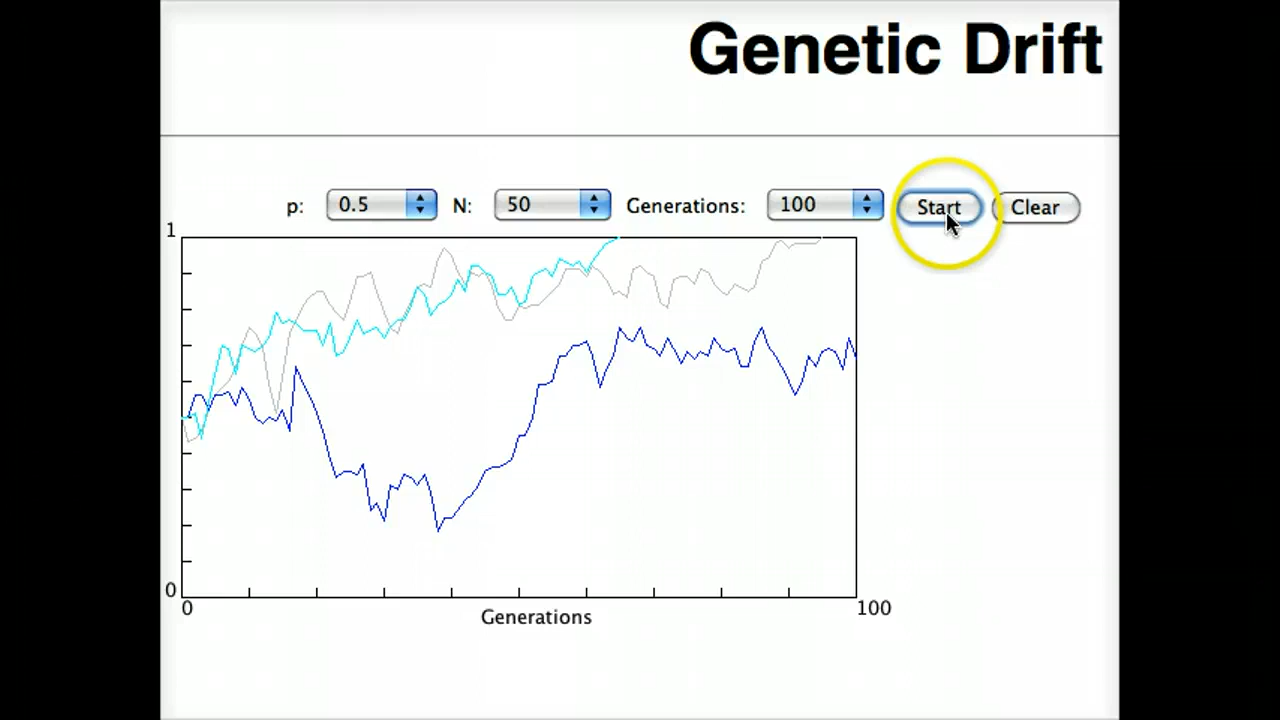 Genetic Drift
p: 0.5 N: 50 Generations: 100 Start Clear
1
0
0 Generations 100